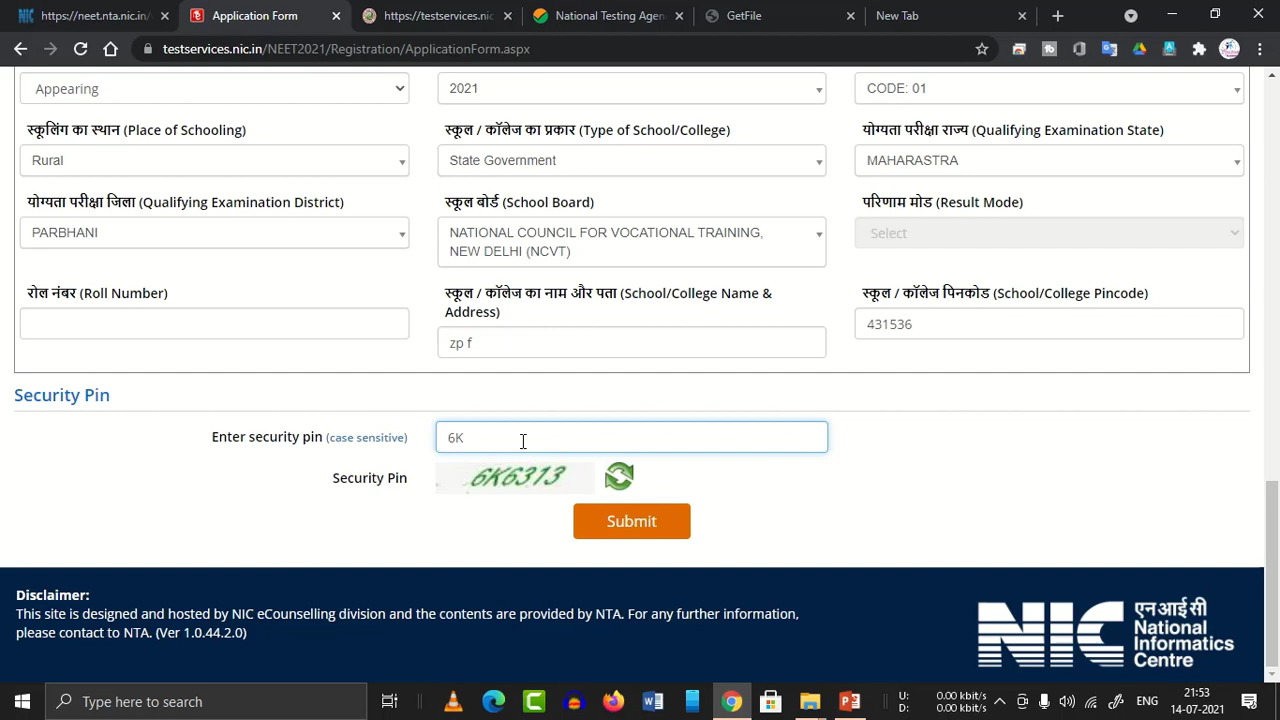 https://neet.nta.nic.in/
Application Form
https://testservices.nic
National Testing Agen
GetFile
New Tab
testservices.nic.in/NEET2021/Registration/ApplicationForm.aspx
Appearing
2021
CODE: 01
स्कूलिंग का स्थान (Place of Schooling)
स्कूल / कॉलेज का प्रकार (Type of School/College)
योग्यता परीक्षा राज्य (Qualifying Examination State)
Rural
State Government
MAHARASTRA
योग्यता परीक्षा जिला (Qualifying Examination District)
स्कूल बोर्ड (School Board)
परिणाम मोड (Result Mode)
PARBHANI
NATIONAL COUNCIL FOR VOCATIONAL TRAINING,
NEW DELHI (NCVT)
Select
रोल नंबर (Roll Number)
स्कूल / कॉलेज का नाम और पता (School/College Name &
Address)
स्कूल / कॉलेज पिनकोड (School/College Pincode)
zp f
431536
Security Pin
Enter security pin (case sensitive)
6K
Security Pin
6K6313
Submit
Disclaimer:
This site is designed and hosted by NIC eCounselling division and the contents are provided by NTA. For any further information,
please contact to NTA. (Ver 1.0.44.2.0)
NIC
एन आई सी
National
Informatics
Centre
Type here to search
U: 0.00 kbit/s
D: 0.00 kbit/s
ENG
21:53
14-07-2021